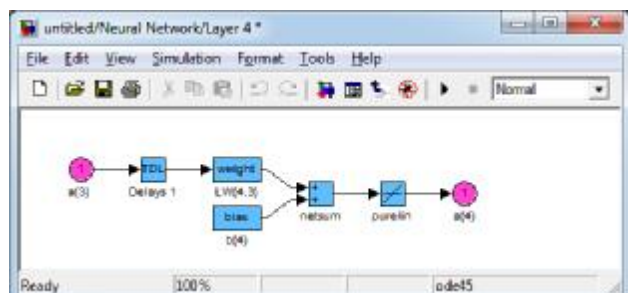 untitled/Neural Network/Layer 4 *
File Edit View Simulation Format Tools Help
Normal
1 TDL weight
a{3} Delays 1 LW{4,3}
+
+
netsum purelin
1
a{4}
bias
b{4}
Ready 100% ode45